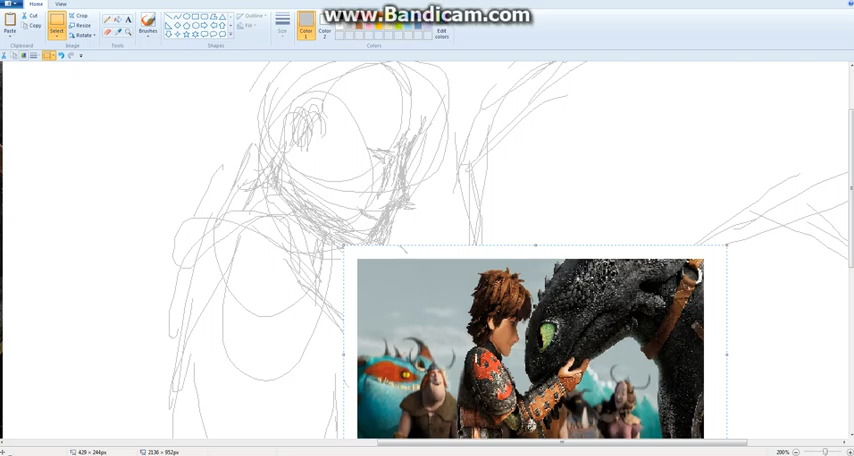 www.Bandicam.com
Home View
Paste Cut Copy Clipboard
Select Crop Resize Rotate Image
A Tools
Brushes
Shapes Outline Fill
Size
Color 1 Color 2 Colors Edit colors
429 × 244px 2136 × 952px 200%